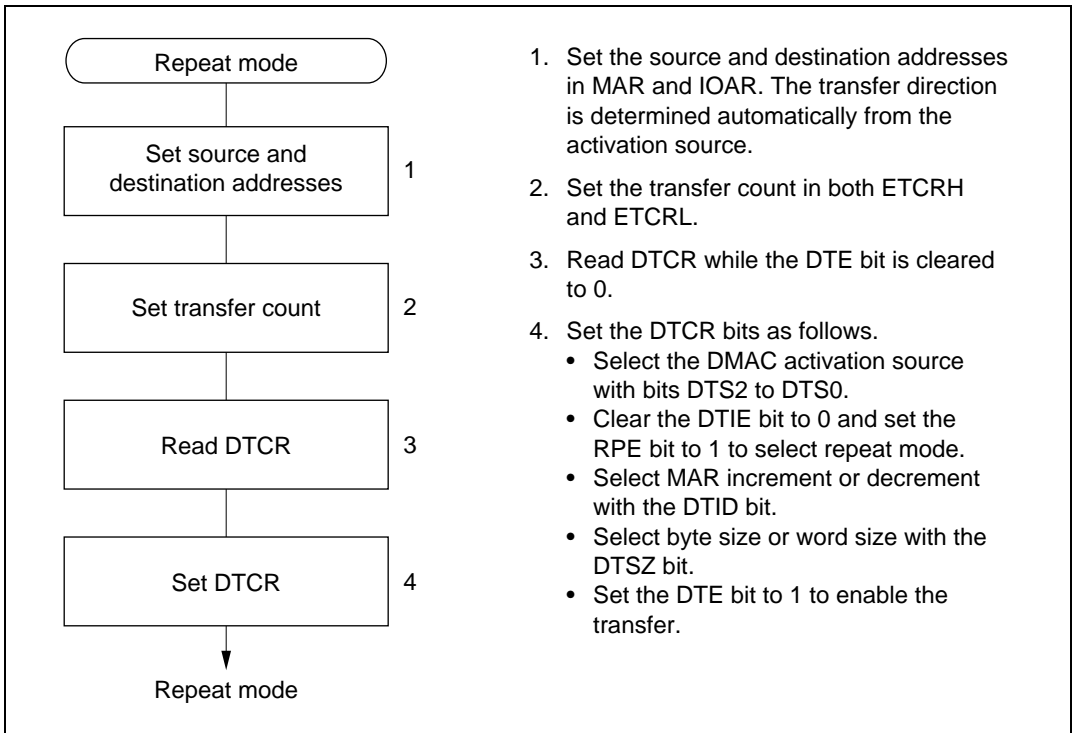 Repeat mode
Set source and
destination addresses
1
Set transfer count
2
Read DTCR
3
Set DTCR
4
Repeat mode
1. Set the source and destination addresses
in MAR and IOAR. The transfer direction
is determined automatically from the
activation source.
2. Set the transfer count in both ETCRH
and ETCRL.
3. Read DTCR while the DTE bit is cleared
to 0.
4. Set the DTCR bits as follows.
• Select the DMAC activation source
with bits DTS2 to DTS0.
• Clear the DTIE bit to 0 and set the
RPE bit to 1 to select repeat mode.
• Select MAR increment or decrement
with the DTID bit.
• Select byte size or word size with the
DTSZ bit.
• Set the DTE bit to 1 to enable the
transfer.